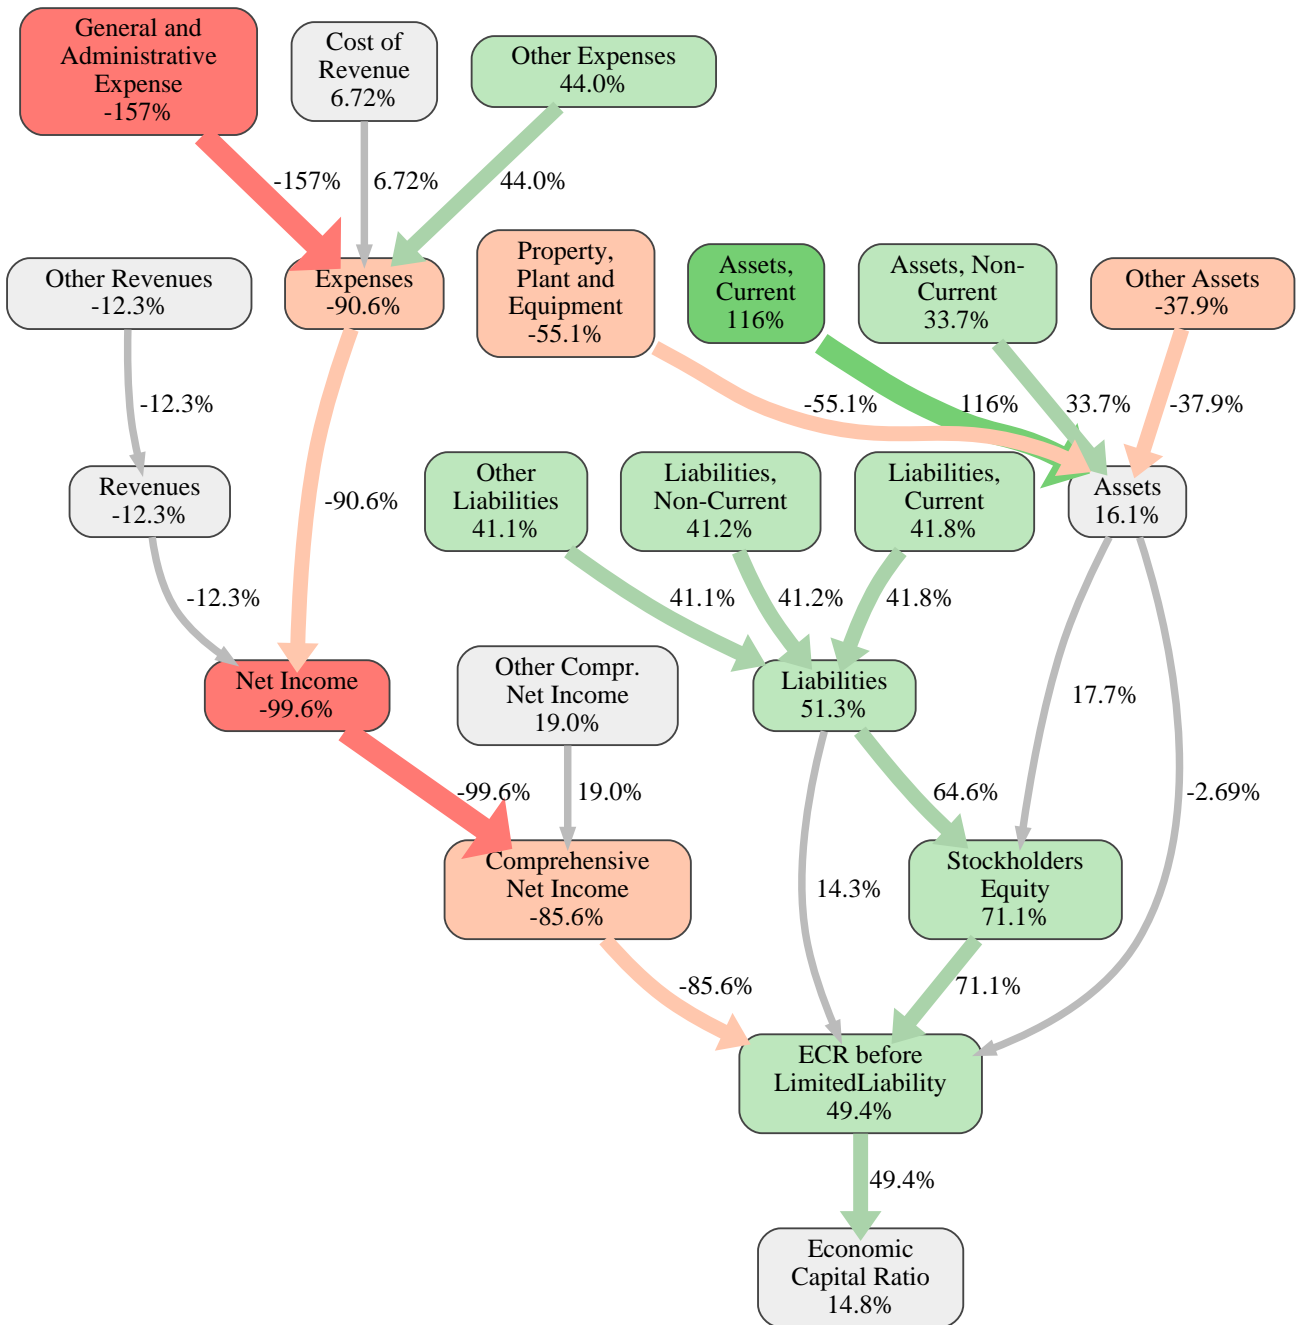 General and
Administrative
Expense
-157%
Cost of
Revenue
6.72%
Other Expenses
44.0%
-157%
6.72%
44.0%
Other Revenues
-12.3%
Expenses
-90.6%
Property,
Plant and
Equipment
-55.1%
Assets,
Current
116%
Assets, Non-
Current
33.7%
Other Assets
-37.9%
-12.3%
-55.1%
116%
33.7%
-37.9%
Revenues
-12.3%
-90.6%
Other
Liabilities
41.1%
Liabilities,
Non-Current
41.2%
Liabilities,
Current
41.8%
Assets
16.1%
-12.3%
41.1%
41.2%
41.8%
Net Income
-99.6%
Other Compr.
Net Income
19.0%
Liabilities
51.3%
17.7%
-99.6%
19.0%
64.6%
-2.69%
Comprehensive
Net Income
-85.6%
14.3%
Stockholders
Equity
71.1%
-85.6%
71.1%
ECR before
LimitedLiability
49.4%
49.4%
Economic
Capital Ratio
14.8%